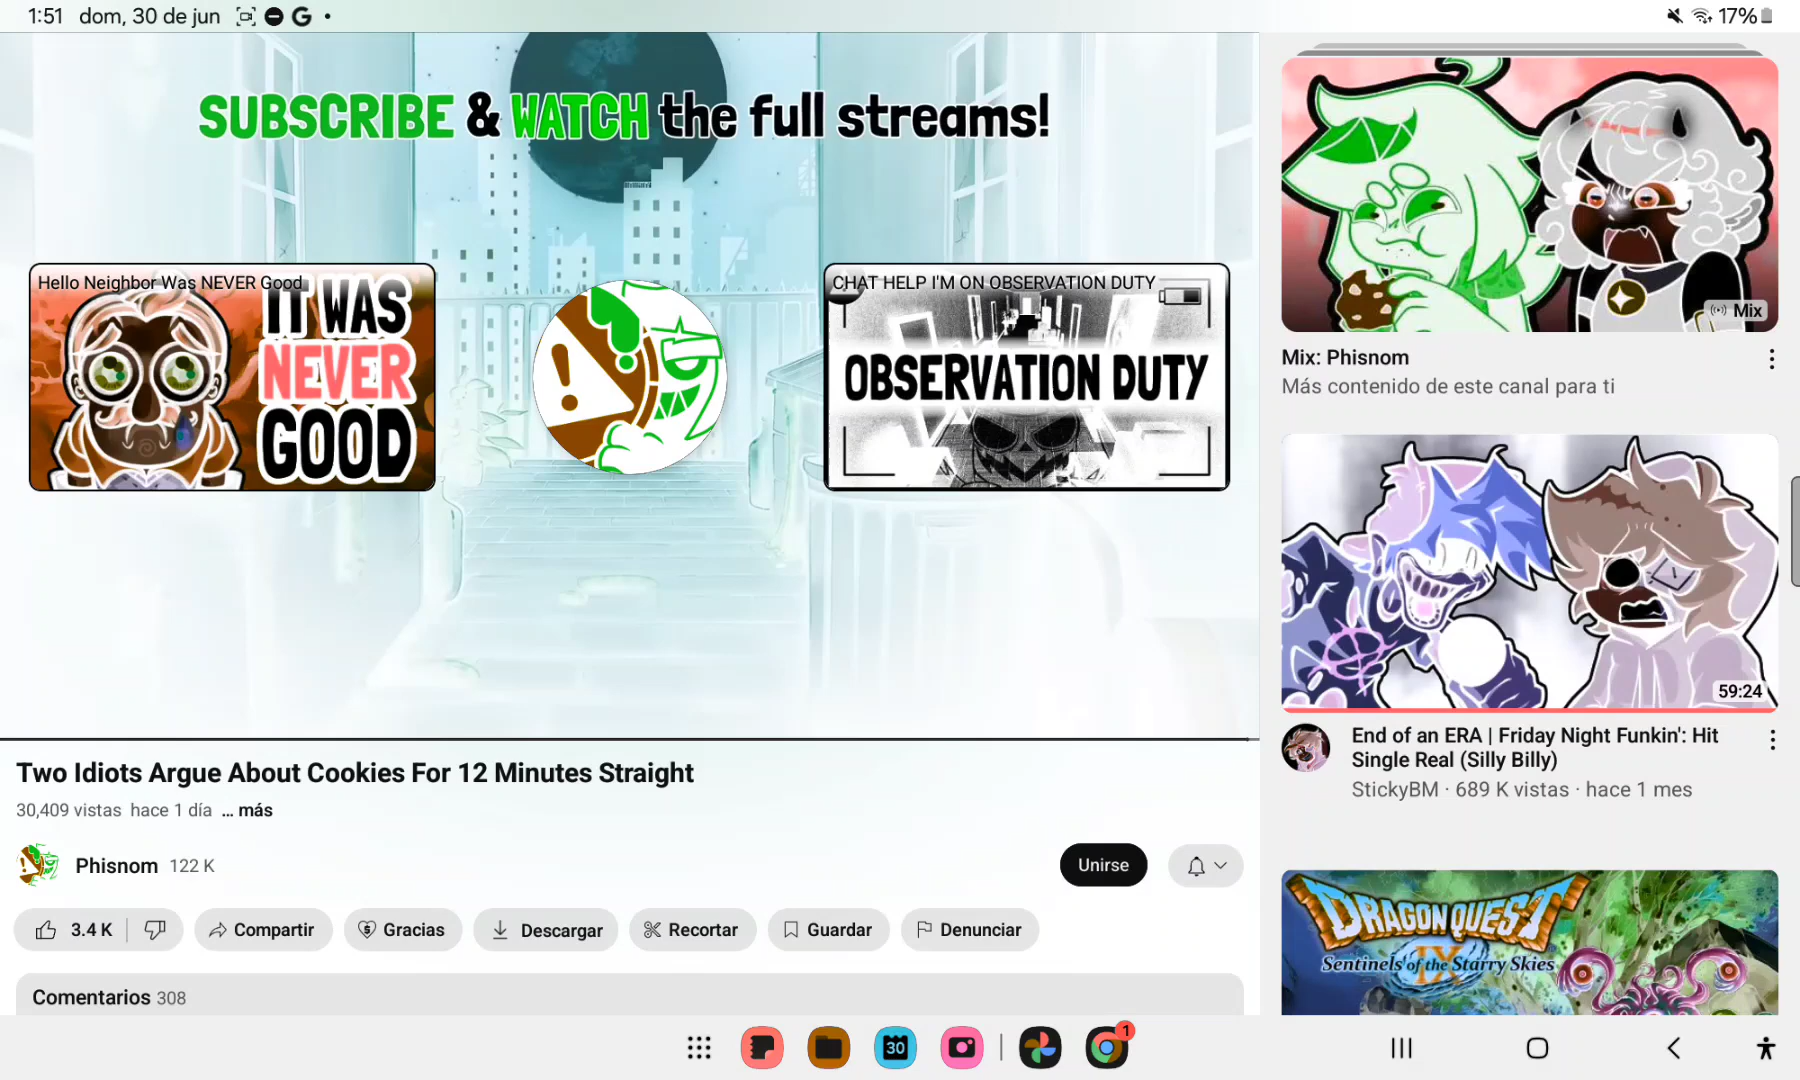 1:51 dom, 30 de jun
17%
SUBSCRIBE & WATCH the full streams!
Hello Neighbor Was NEVER Good
IT WAS
NEVER
GOOD
CHAT HELP I'M ON OBSERVATION DUTY
OBSERVATION DUTY
Two Idiots Argue About Cookies For 12 Minutes Straight
30,409 vistas hace 1 día ... más
Phisnom 122 K
Unirse
3.4 K
Compartir
Gracias
Descargar
Recortar
Guardar
Denunciar
Comentarios 308
Mix
Mix: Phisnom
Más contenido de este canal para ti
59:24
End of an ERA | Friday Night Funkin': Hit
Single Real (Silly Billy)
StickyBM · 689 K vistas · hace 1 mes
DRAGON QUEST
IX
Sentinels of the Starry Skies
30
1